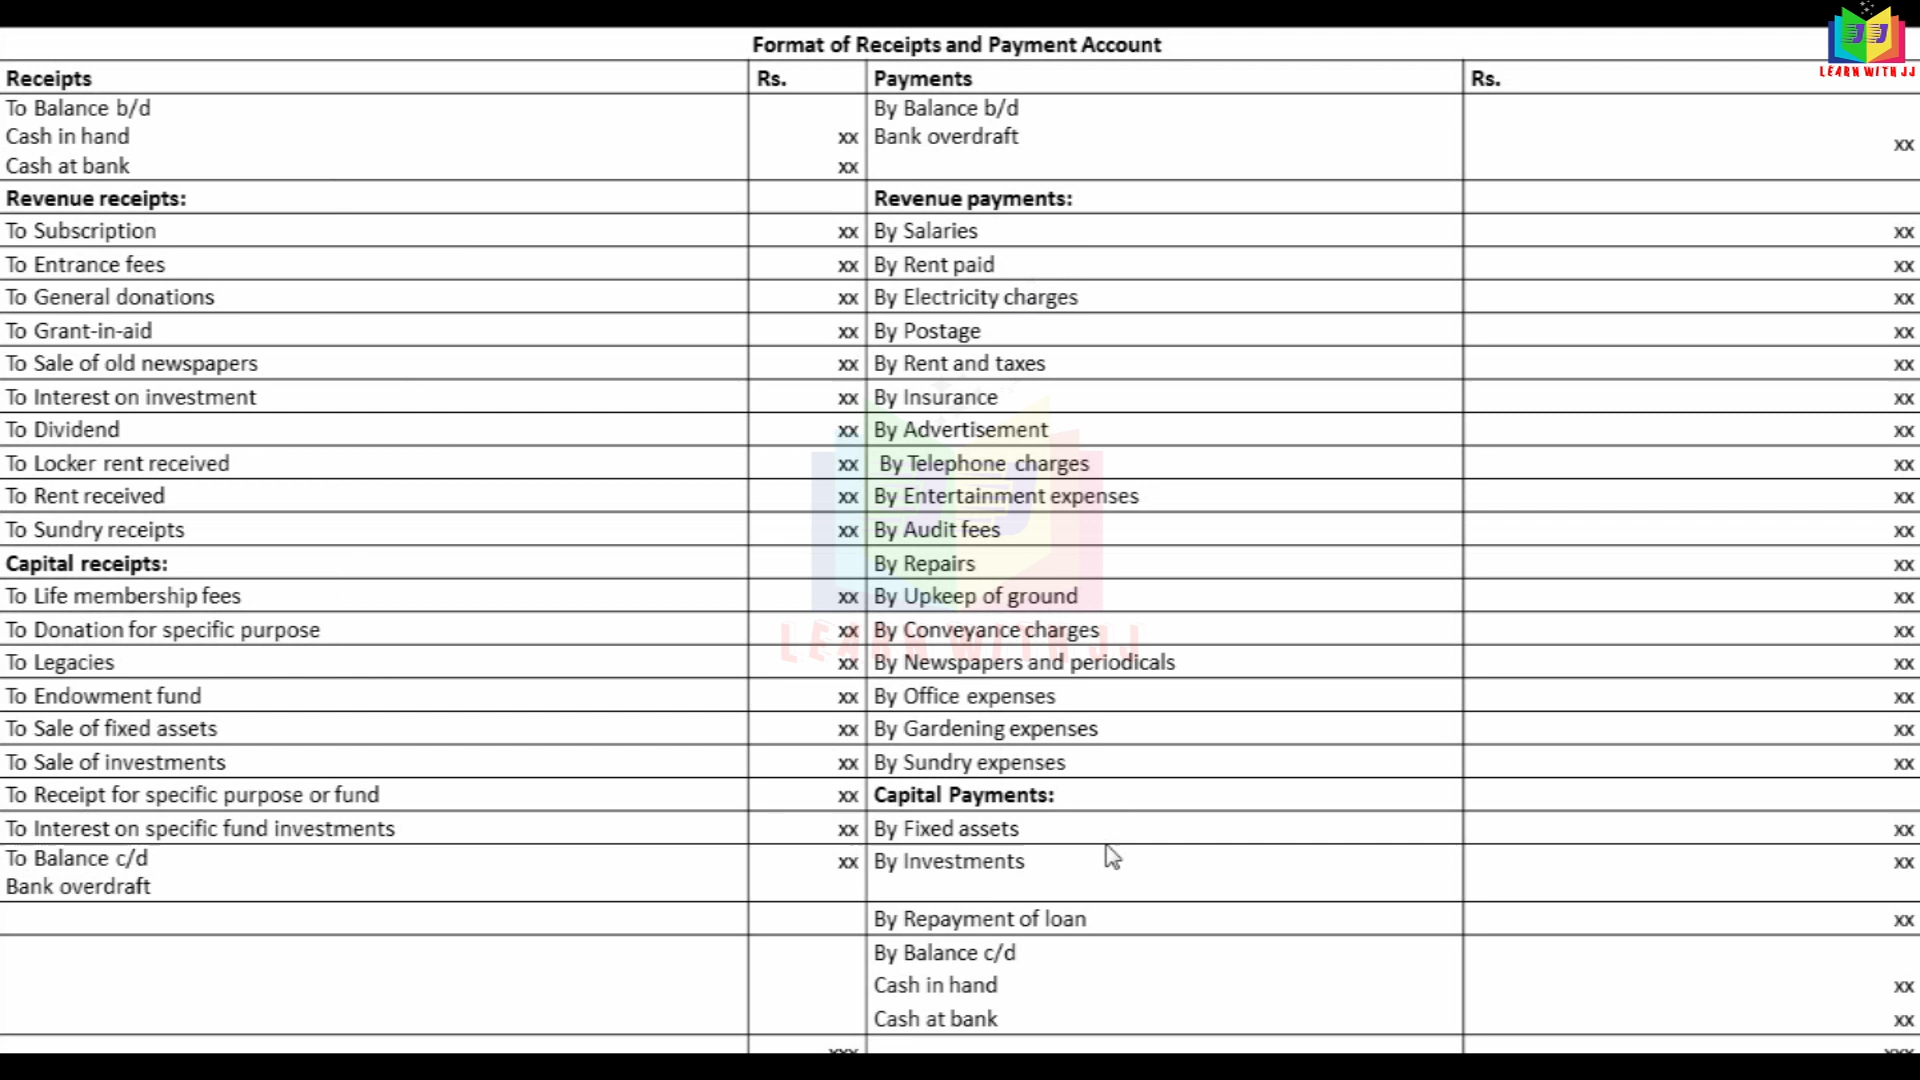 LEARN WITH JJ
Format of Receipts and Payment Account
Receipts Rs. Payments Rs.
To Balance b/d By Balance b/d
Cash in hand xx Bank overdraft xx
Cash at bank xx
Revenue receipts: Revenue payments:
To Subscription xx By Salaries xx
To Entrance fees xx By Rent paid xx
To General donations xx By Electricity charges xx
To Grant-in-aid xx By Postage xx
To Sale of old newspapers xx By Rent and taxes xx
To Interest on investment xx By Insurance xx
To Dividend xx By Advertisement xx
To Locker rent received xx By Telephone charges xx
To Rent received xx By Entertainment expenses xx
To Sundry receipts xx By Audit fees xx
Capital receipts: By Repairs xx
To Life membership fees xx By Upkeep of ground xx
To Donation for specific purpose xx By Conveyance charges xx
LEARN WITH JJ
To Legacies xx By Newspapers and periodicals xx
To Endowment fund xx By Office expenses xx
To Sale of fixed assets xx By Gardening expenses xx
To Sale of investments xx By Sundry expenses xx
To Receipt for specific purpose or fund xx Capital Payments:
To Interest on specific fund investments xx By Fixed assets xx
To Balance c/d xx By Investments xx
Bank overdraft
By Repayment of loan xx
By Balance c/d
Cash in hand xx
Cash at bank xx
xxx xxx